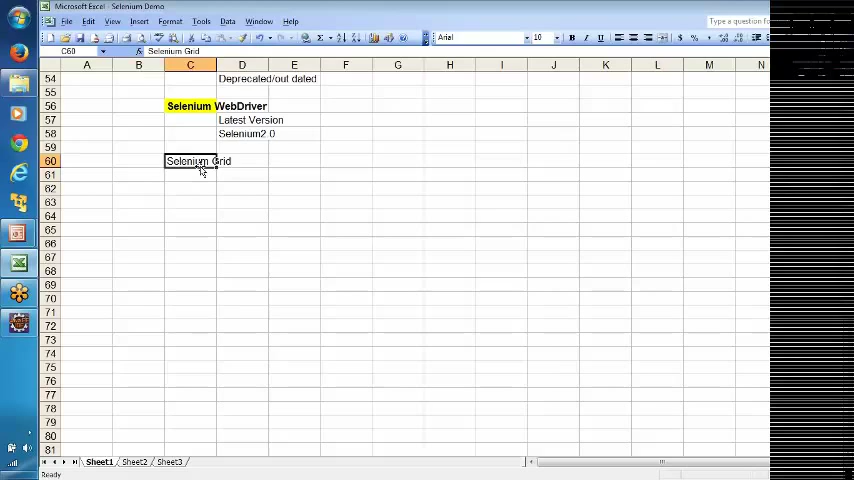 Microsoft Excel - Selenium Demo
File Edit View Insert Format Tools Data Window Help
Type a question fo
Arial 10 B I U $ % ,
C60 fx Selenium Grid
A B C D E F G H I J K L M N
54 Deprecated/out dated
55
56 Selenium WebDriver
57 Latest Version
58 Selenium2 0
59
60 Selenium Grid
61
62
63
64
65
66
67
68
69
70
71
72
73
74
75
76
77
78
79
80
81
Sheet1 Sheet2 Sheet3
Ready